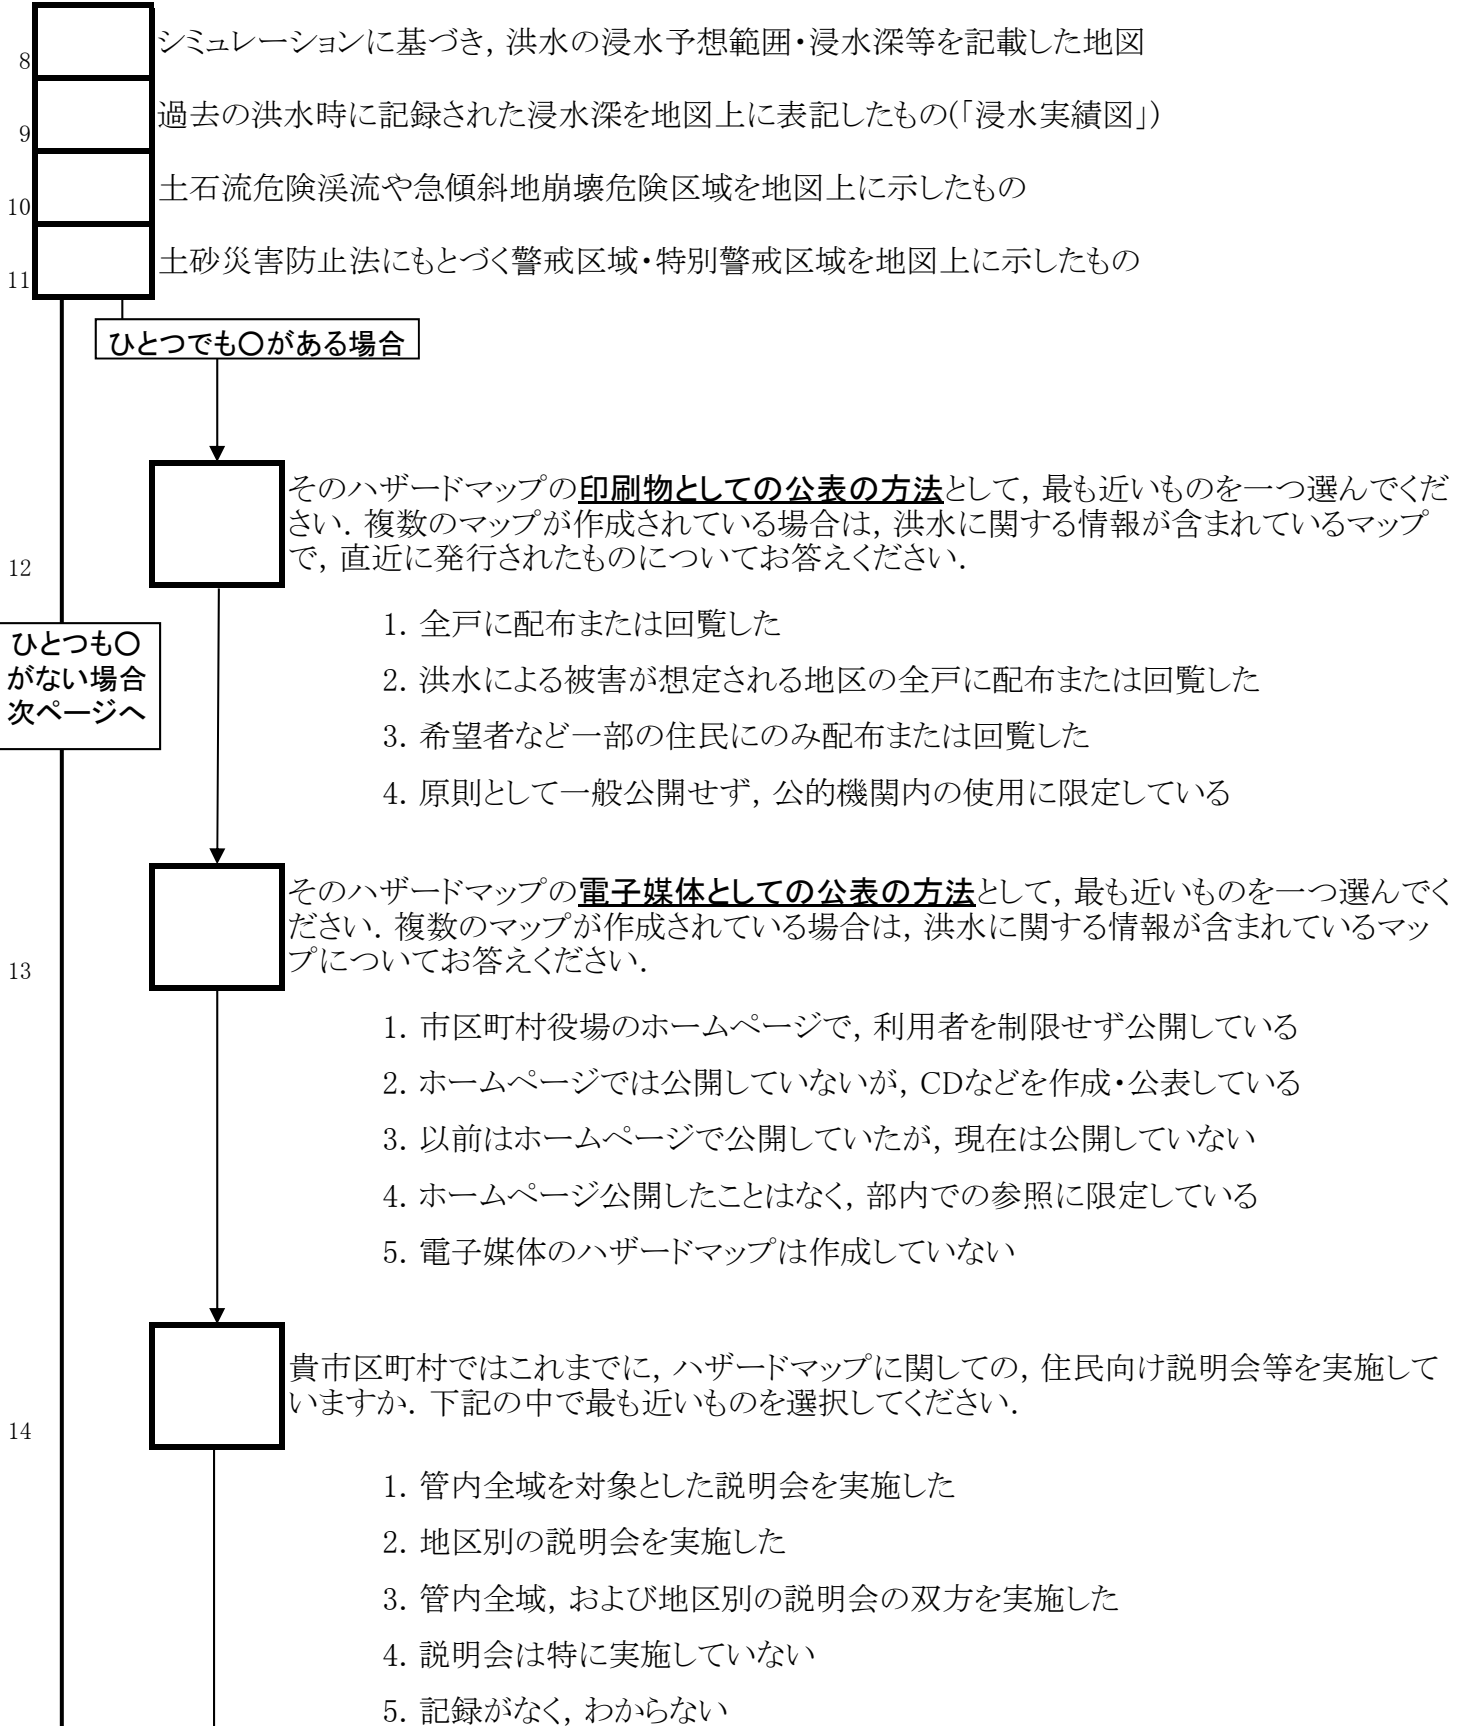 8 シミュレーションに基づき，洪水の浸水予想範囲・浸水深等を記載した地図
9 過去の洪水時に記録された浸水深を地図上に表記したもの(「浸水実績図」)
10 土石流危険渓流や急傾斜地崩壊危険区域を地図上に示したもの
11 土砂災害防止法にもとづく警戒区域・特別警戒区域を地図上に示したもの
ひとつでも〇がある場合
そのハザードマップの印刷物としての公表の方法として，最も近いものを一つ選んでくだ
さい．複数のマップが作成されている場合は，洪水に関する情報が含まれているマップ
で，直近に発行されたものについてお答えください．
12
1. 全戸に配布または回覧した
2. 洪水による被害が想定される地区の全戸に配布または回覧した
3. 希望者など一部の住民にのみ配布または回覧した
4. 原則として一般公開せず，公的機関内の使用に限定している
ひとつも〇
がない場合
次ページへ
そのハザードマップの電子媒体としての公表の方法として，最も近いものを一つ選んでく
ださい．複数のマップが作成されている場合は，洪水に関する情報が含まれているマッ
プについてお答えください．
13
1. 市区町村役場のホームページで，利用者を制限せず公開している
2. ホームページでは公開していないが，CDなどを作成・公表している
3. 以前はホームページで公開していたが，現在は公開していない
4. ホームページ公開したことはなく，部内での参照に限定している
5. 電子媒体のハザードマップは作成していない
貴市区町村ではこれまでに，ハザードマップに関しての，住民向け説明会等を実施して
いますか．下記の中で最も近いものを選択してください．
14
1. 管内全域を対象とした説明会を実施した
2. 地区別の説明会を実施した
3. 管内全域，および地区別の説明会の双方を実施した
4. 説明会は特に実施していない
5. 記録がなく，わからない